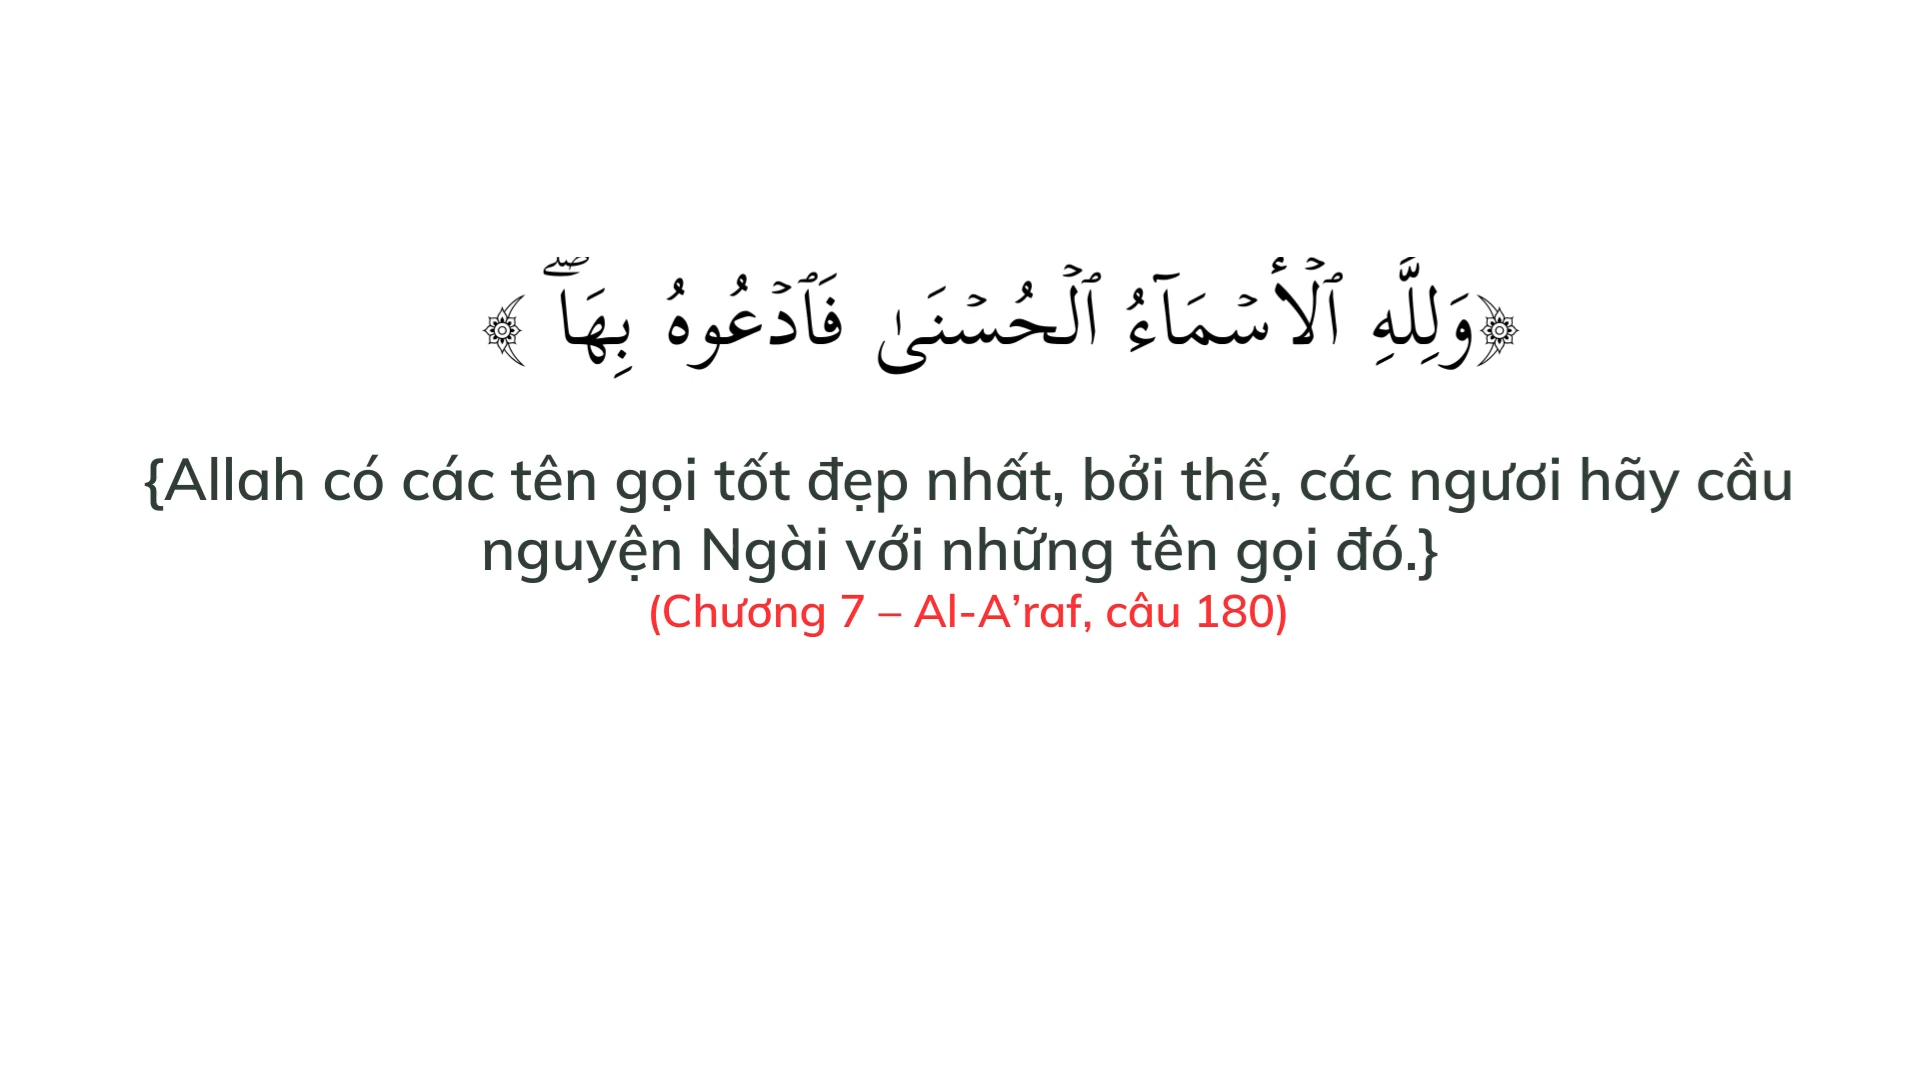 ﴿وَلِلَّهِ ٱلۡأَسۡمَآءُ ٱلۡحُسۡنَىٰ فَٱدۡعُوهُ بِهَاۖ ﴾
{Allah có các tên gọi tốt đẹp nhất, bởi thế, các ngươi hãy cầu
nguyện Ngài với những tên gọi đó.}
(Chương 7 – Al-A’raf, câu 180)